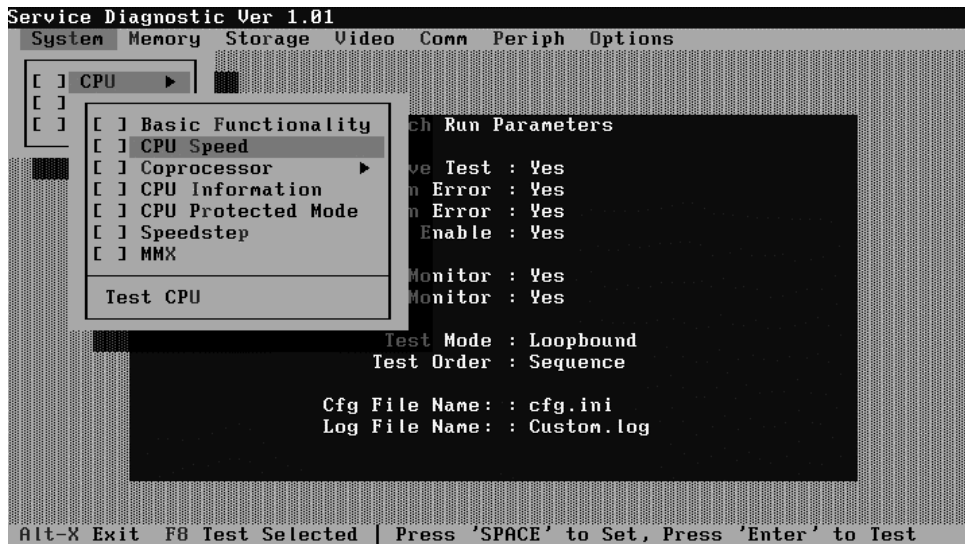 Service Diagnostic Ver 1.01
System Memory Storage Video Comm Periph Options
[ ] CPU ►
[ ]
[ ]
[ ] Basic Functionality
[ ] CPU Speed
[ ] Coprocessor ►
[ ] CPU Information
[ ] CPU Protected Mode
[ ] Speedstep
[ ] MMX
Test CPU
ch Run Parameters
ve Test : Yes
n Error : Yes
n Error : Yes
Enable : Yes
Monitor : Yes
Monitor : Yes
Test Mode : Loopbound
Test Order : Sequence
Cfg File Name: : cfg.ini
Log File Name: : Custom.log
Alt-X Exit F8 Test Selected | Press 'SPACE' to Set, Press 'Enter' to Test